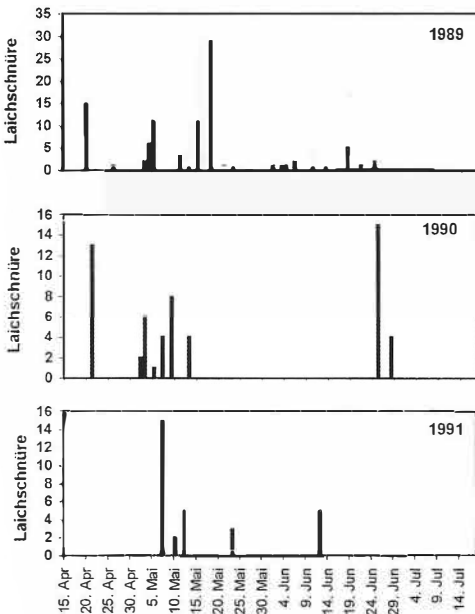 35
30
25
20
15
10
5
0
Laichschnüre
1989
16
14
12
10
8
6
4
2
0
Laichschnüre
1990
16
14
12
10
8
6
4
2
0
Laichschnüre
1991
15. Apr
20. Apr
25. Apr
30. Apr
5. Mai
10. Mai
15. Mai
20. Mai
25. Mai
30. Mai
4. Jun
9. Jun
14. Jun
19. Jun
24. Jun
29. Jun
4. Jul
9. Jul
14. Jul